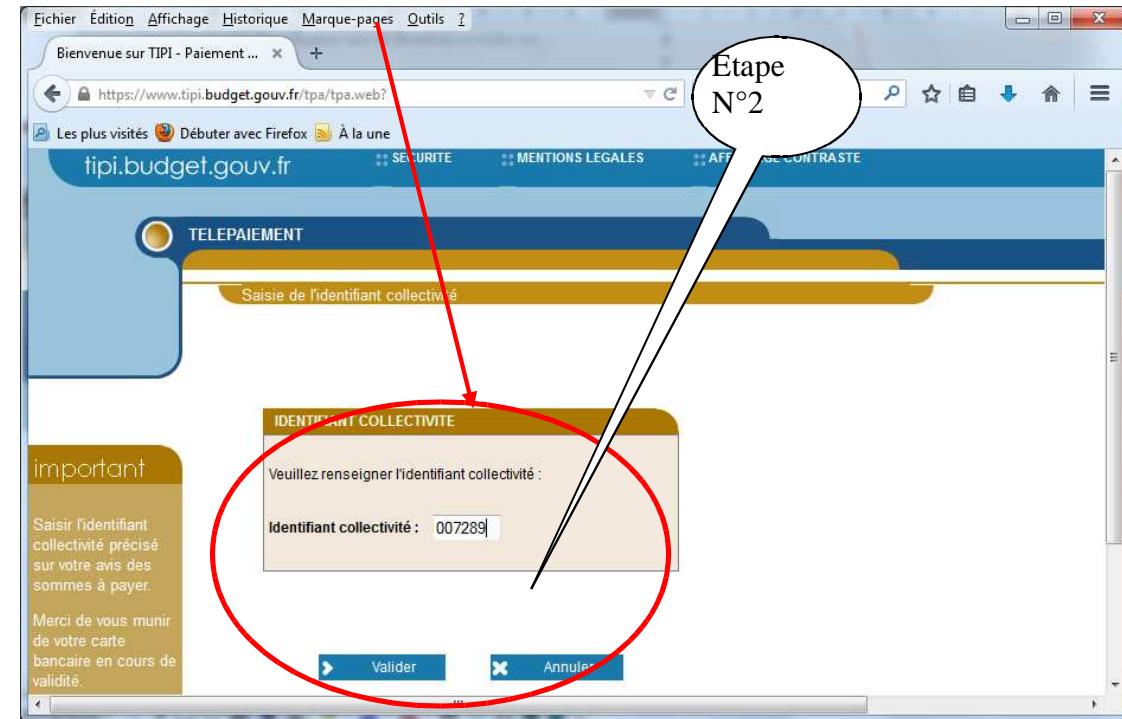 Fichier Édition Affichage Historique Marque-pages Outils ?
Bienvenue sur TIPI - Paiement ... × +
https://www.tipi.budget.gouv.fr/tpa/tpa.web?
Etape
N°2
Les plus visités Débuter avec Firefox À la une
tipi.budget.gouv.fr
SECURITE MENTIONS LEGALES AFFICHAGE CONTRASTE
TELEPAIEMENT
Saisie de l'identifiant collectivité
IDENTIFIANT COLLECTIVITE
Veuillez renseigner l'identifiant collectivité :
Identifiant collectivité : 007289
Valider Annuler
important
Saisir l'identifiant
collectivité précisé
sur votre avis des
sommes à payer.
Merci de vous munir
de votre carte
bancaire en cours de
validité.